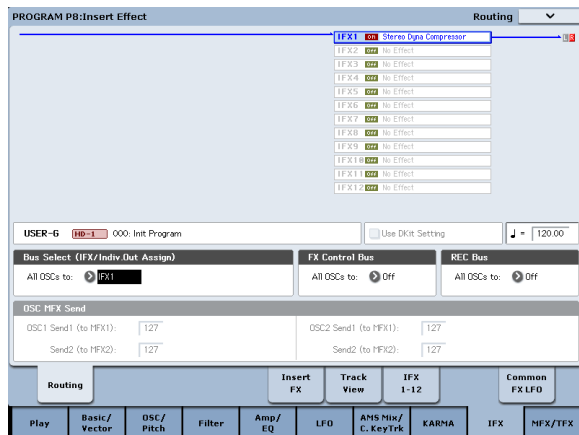 PROGRAM P8:Insert Effect Routing
IFX1 ON Stereo Dyna Compressor L R
IFX2 OFF No Effect
IFX3 OFF No Effect
IFX4 OFF No Effect
IFX5 OFF No Effect
IFX6 OFF No Effect
IFX7 OFF No Effect
IFX8 OFF No Effect
IFX9 OFF No Effect
IFX10 OFF No Effect
IFX11 OFF No Effect
IFX12 OFF No Effect
USER-G HD-1 000: Init Program Use DKit Setting ♩ = 120.00
Bus Select (IFX/Indiv.Out Assign) FX Control Bus REC Bus
All OSCs to: IFX1 All OSCs to: Off All OSCs to: Off
OSC MFX Send
OSC1 Send1 (to MFX1): 127 OSC2 Send1 (to MFX1): 127
Send2 (to MFX2): 127 Send2 (to MFX2): 127
Routing Insert FX Track View IFX 1-12 Common FX LFO
Play Basic/Vector OSC/Pitch Filter Amp/EQ LFO AMS Mix/C. KeyTrk KARMA IFX MFX/TFX